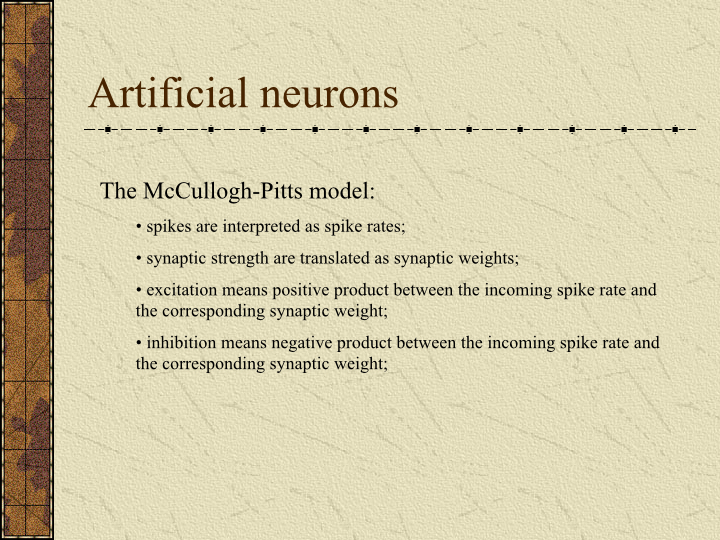 Artificial neurons
The McCullogh-Pitts model:
• spikes are interpreted as spike rates;
• synaptic strength are translated as synaptic weights;
• excitation means positive product between the incoming spike rate and
the corresponding synaptic weight;
• inhibition means negative product between the incoming spike rate and
the corresponding synaptic weight;